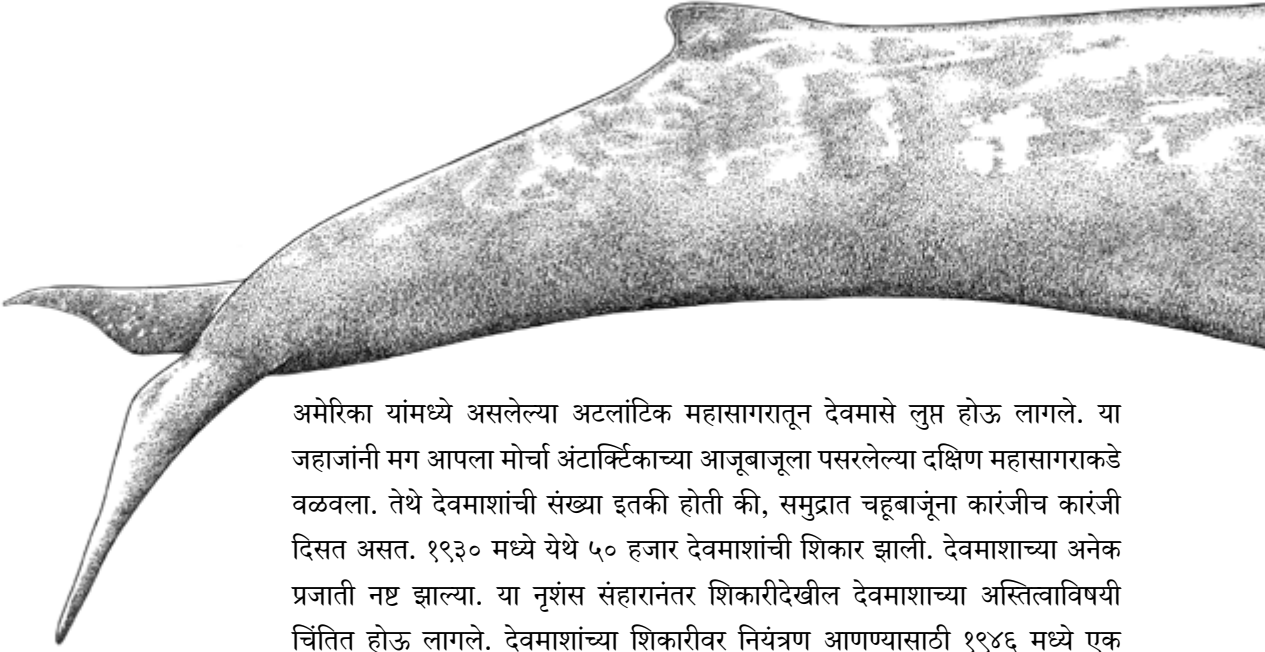 अमेरिका यांमध्ये असलेल्या अटलांटिक महासागरातून देवमासे लुप्त होऊ लागले. या
जहाजांनी मग आपला मोर्चा अंटार्क्टिकाच्या आजूबाजूला पसरलेल्या दक्षिण महासागराकडे
वळवला. तेथे देवमाशांची संख्या इतकी होती की, समुद्रात चहूबाजूंना कारंजीच कारंजी
दिसत असत. १९३० मध्ये येथे ५० हजार देवमाशांची शिकार झाली. देवमाशाच्या अनेक
प्रजाती नष्ट झाल्या. या नृशंस संहारानंतर शिकारीदेखील देवमाशाच्या अस्तित्वाविषयी
चिंतित होऊ लागले. देवमाशांच्या शिकारीवर नियंत्रण आणण्यासाठी १९४६ मध्ये एक